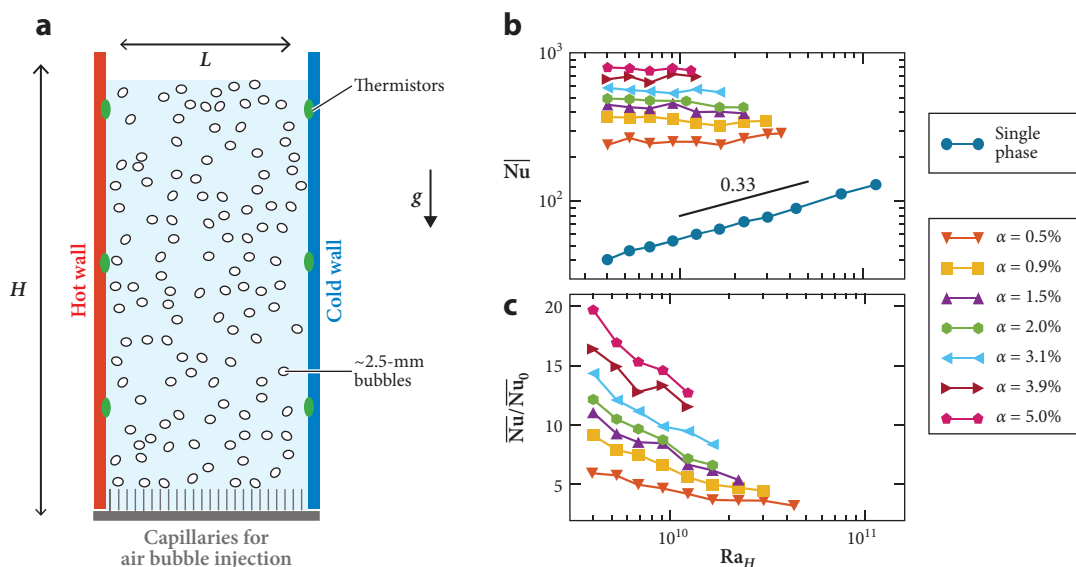 a
L
Thermistors
g
H
Hot wall
Cold wall
~2.5-mm
bubbles
Capillaries for
air bubble injection
b
10³
10²
Nu
0.33
c
20
15
10
5
Nu/Nu₀
10¹⁰
10¹¹
Ra_H
Single
phase
α = 0.5%
α = 0.9%
α = 1.5%
α = 2.0%
α = 3.1%
α = 3.9%
α = 5.0%